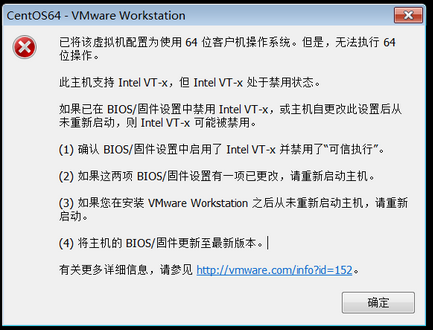 CentOS64 - VMware Workstation
已将该虚拟机配置为使用 64 位客户机操作系统。但是，无法执行 64
位操作。
此主机支持 Intel VT-x，但 Intel VT-x 处于禁用状态。
如果已在 BIOS/固件设置中禁用 Intel VT-x，或主机自更改此设置后从
未重新启动，则 Intel VT-x 可能被禁用。
(1) 确认 BIOS/固件设置中启用了 Intel VT-x 并禁用了“可信执行”。
(2) 如果这两项 BIOS/固件设置有一项已更改，请重新启动主机。
(3) 如果您在安装 VMware Workstation 之后从未重新启动主机，请重新
启动。
(4) 将主机的 BIOS/固件更新至最新版本。
有关更多详细信息，请参见 http://vmware.com/info?id=152。
确定